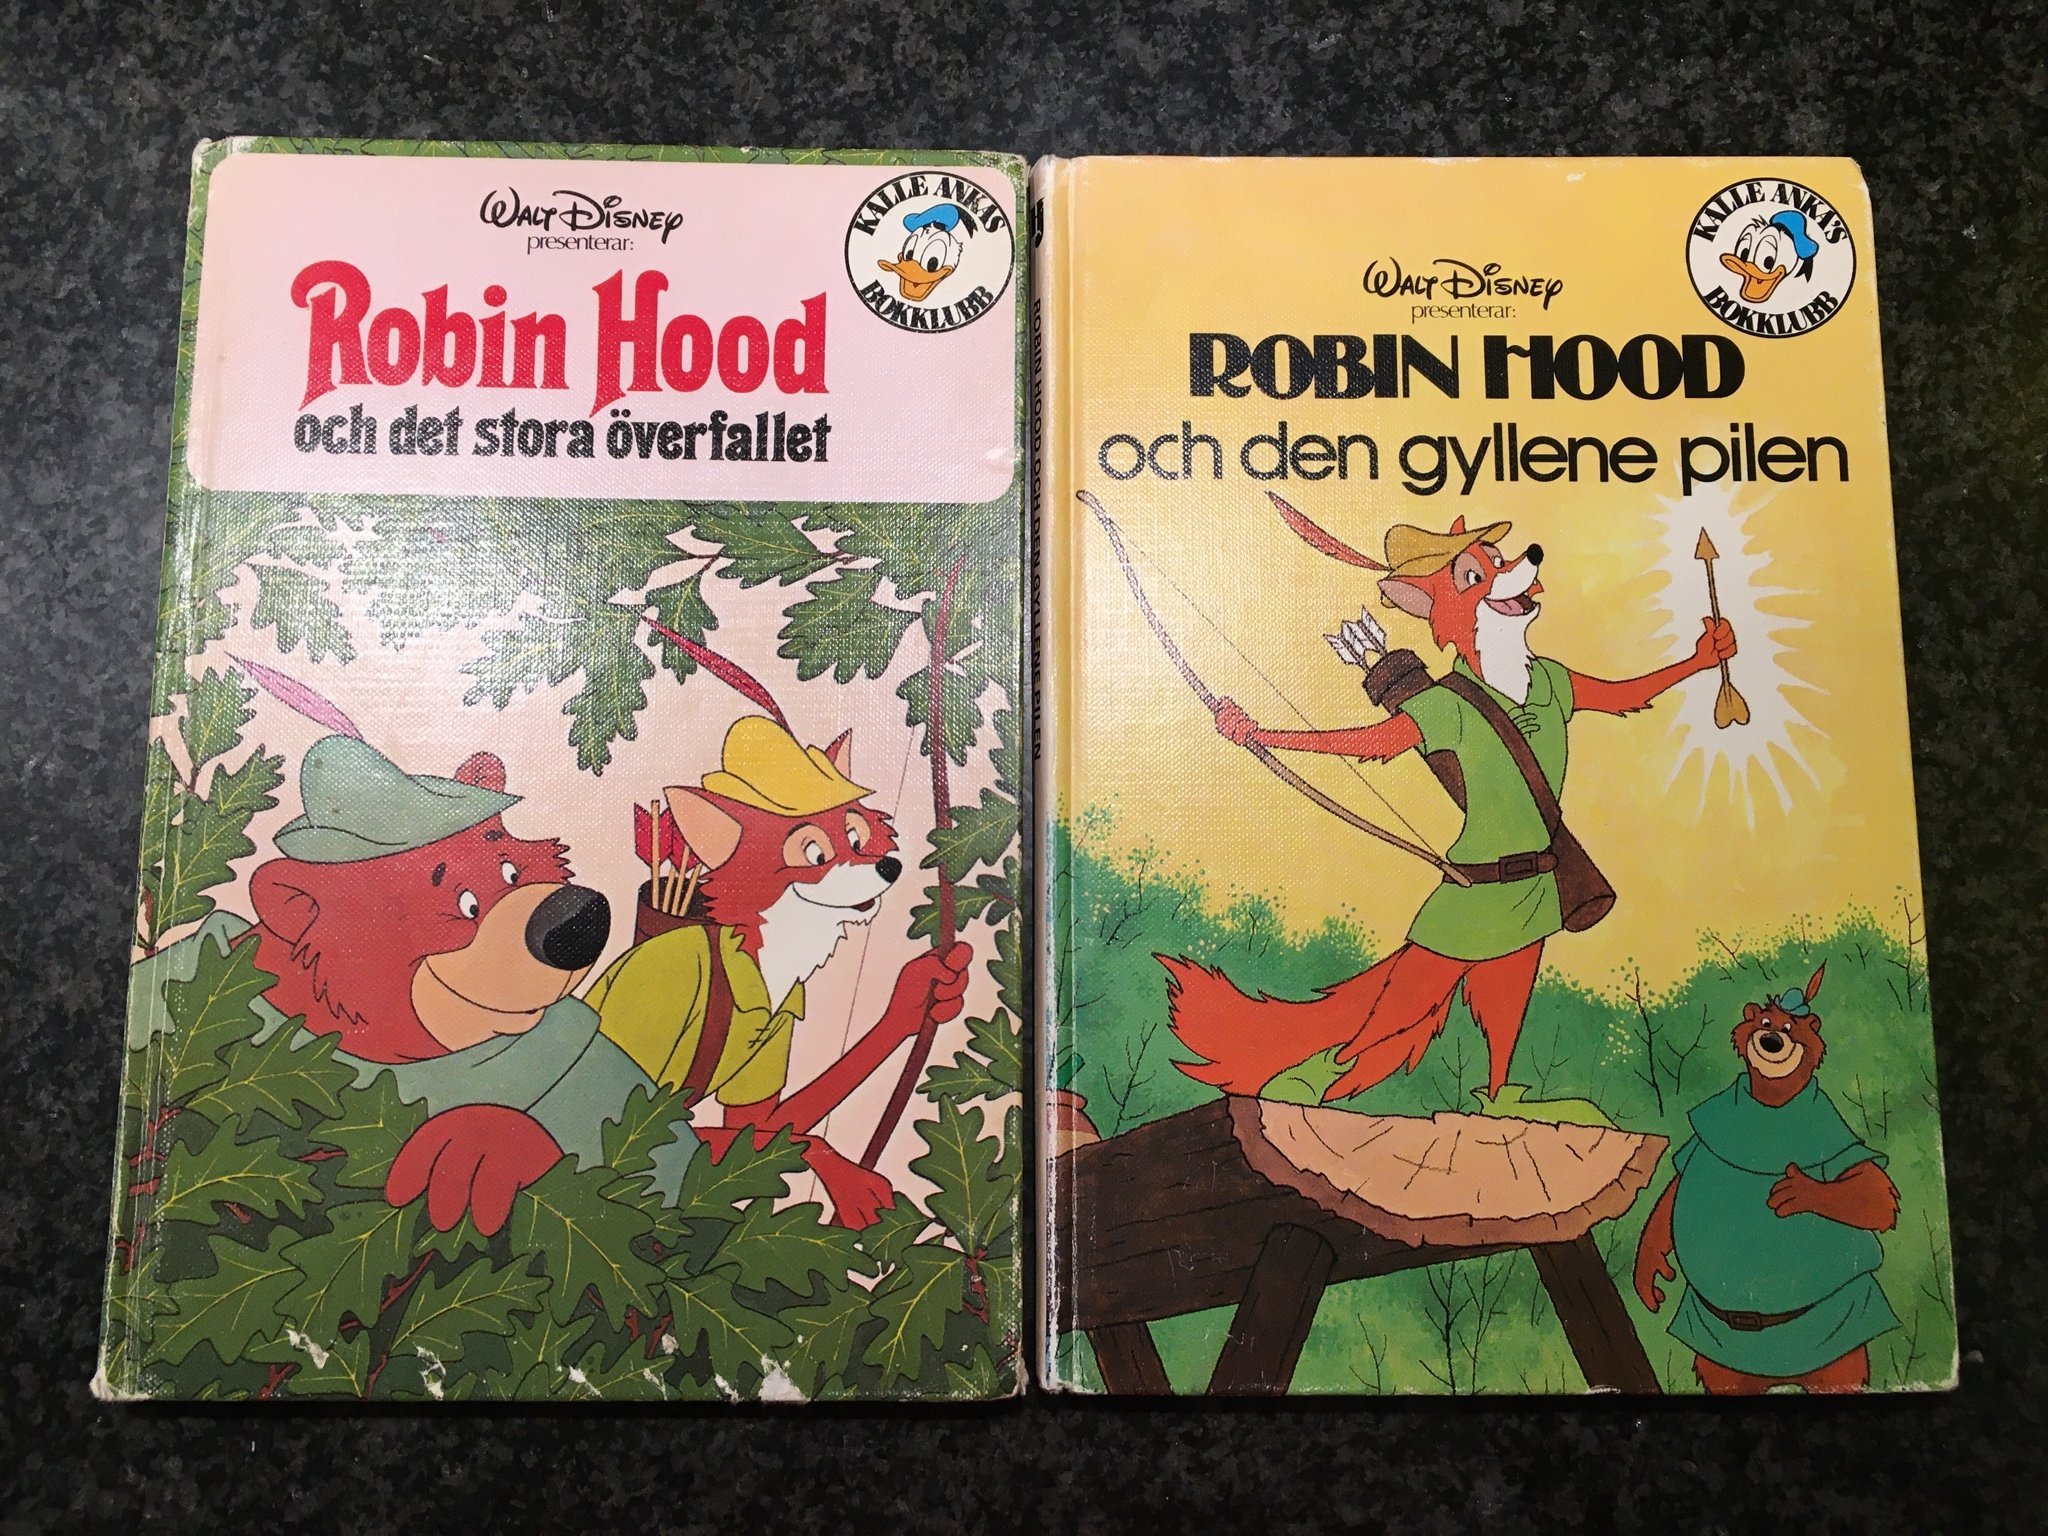 WALT DISNEY
presenterar:
Robin Hood
och det stora överfallet
KALLE ANKAS
BOKKLUBB
ROBIN HOOD OCH DEN GYLLENE PILEN
WALT DISNEY
presenterar:
ROBIN HOOD
och den gyllene pilen
KALLE ANKA'S
BOKKLUBB